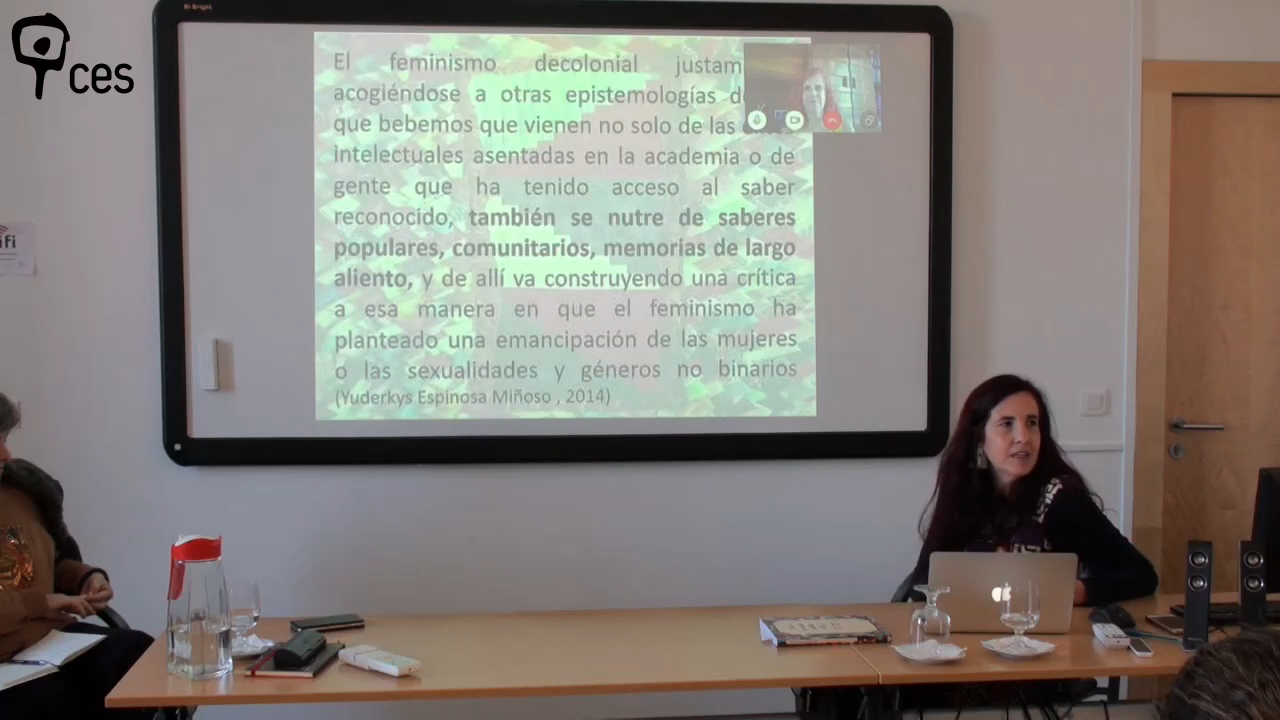 Bi-Bright
ces
El feminismo decolonial justam
acogiéndose a otras epistemologías d
que bebemos que vienen no solo de las
intelectuales asentadas en la academia o de
gente que ha tenido acceso al saber
reconocido, también se nutre de saberes
populares, comunitarios, memorias de largo
aliento, y de allí va construyendo una crítica
a esa manera en que el feminismo ha
planteado una emancipación de las mujeres
o las sexualidades y géneros no binarios
(Yuderkys Espinosa Miñoso , 2014)
ifi